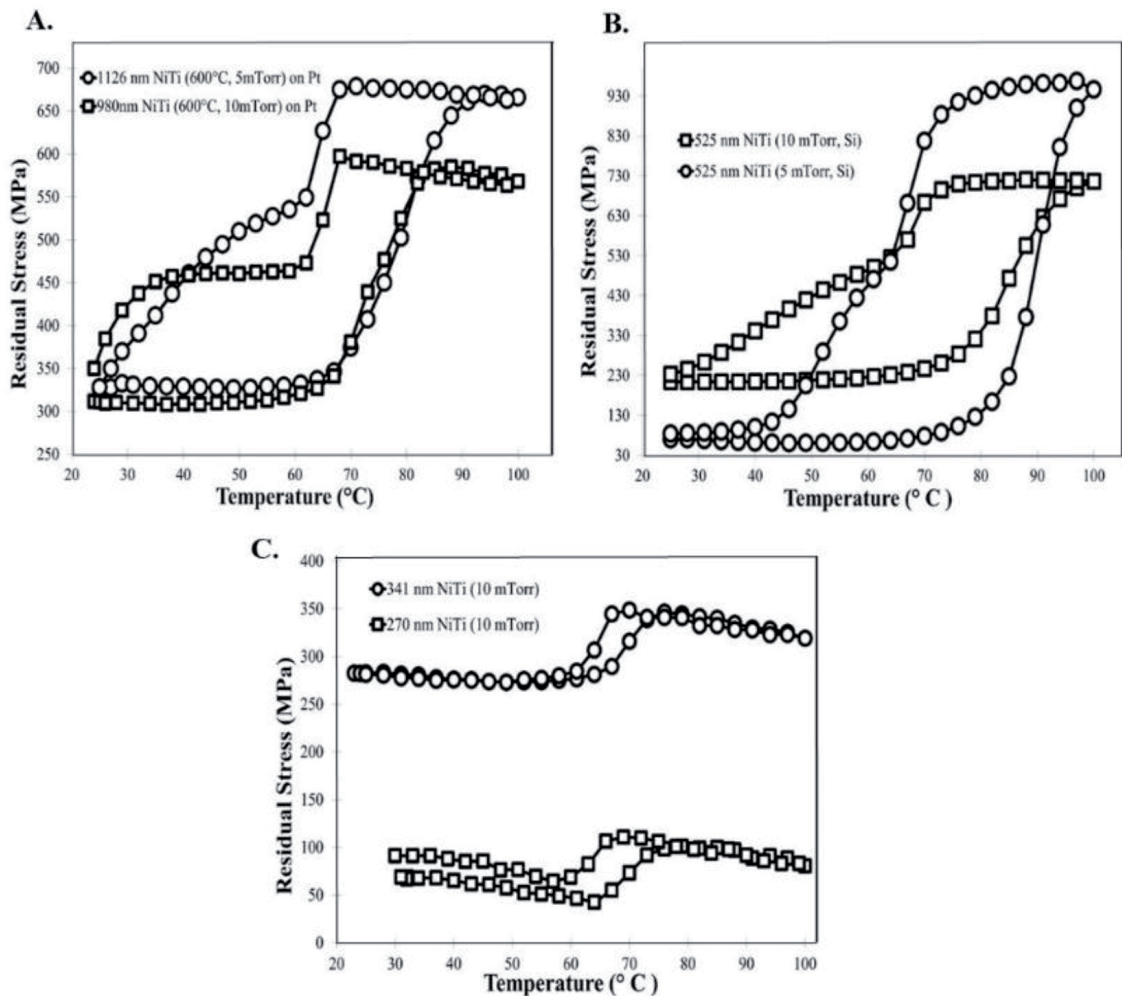 A.
700
650
600
550
500
450
400
350
300
250
1126 nm NiTi (600°C, 5mTorr) on Pt
980nm NiTi (600°C, 10mTorr) on Pt
Residual Stress (MPa)
20 30 40 50 60 70 80 90 100
Temperature (°C)
B.
930
830
730
630
530
430
330
230
130
30
525 nm NiTi (10 mTorr, Si)
525 nm NiTi (5 mTorr, Si)
Residual Stress (MPa)
20 30 40 50 60 70 80 90 100
Temperature (° C )
C.
400
350
300
250
200
150
100
50
0
341 nm NiTi (10 mTorr)
270 nm NiTi (10 mTorr)
Residual Stress (MPa)
20 30 40 50 60 70 80 90 100
Temperature (° C )